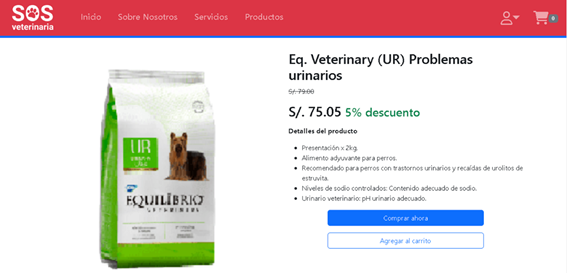 SOS
veterinaria
Inicio
Sobre Nosotros
Servidos
Productos
0
Eq. Veterinary (UR) Problemas
urinarios
S/. 79.00
S/. 75.05 5% descuento
Detalles del producto
Presentación x 2kg.
Alimento adyuvante para perros.
Recomendado para perros con trastornos urinarios y recaídas de urolitos de
estruvita.
Niveles de sodio controlados: Contenido adecuado de sodio.
Urinario veterinario: pH urinario adecuado.
Comprar ahora
Agregar al carrito
UR
EQUILÍBRIO